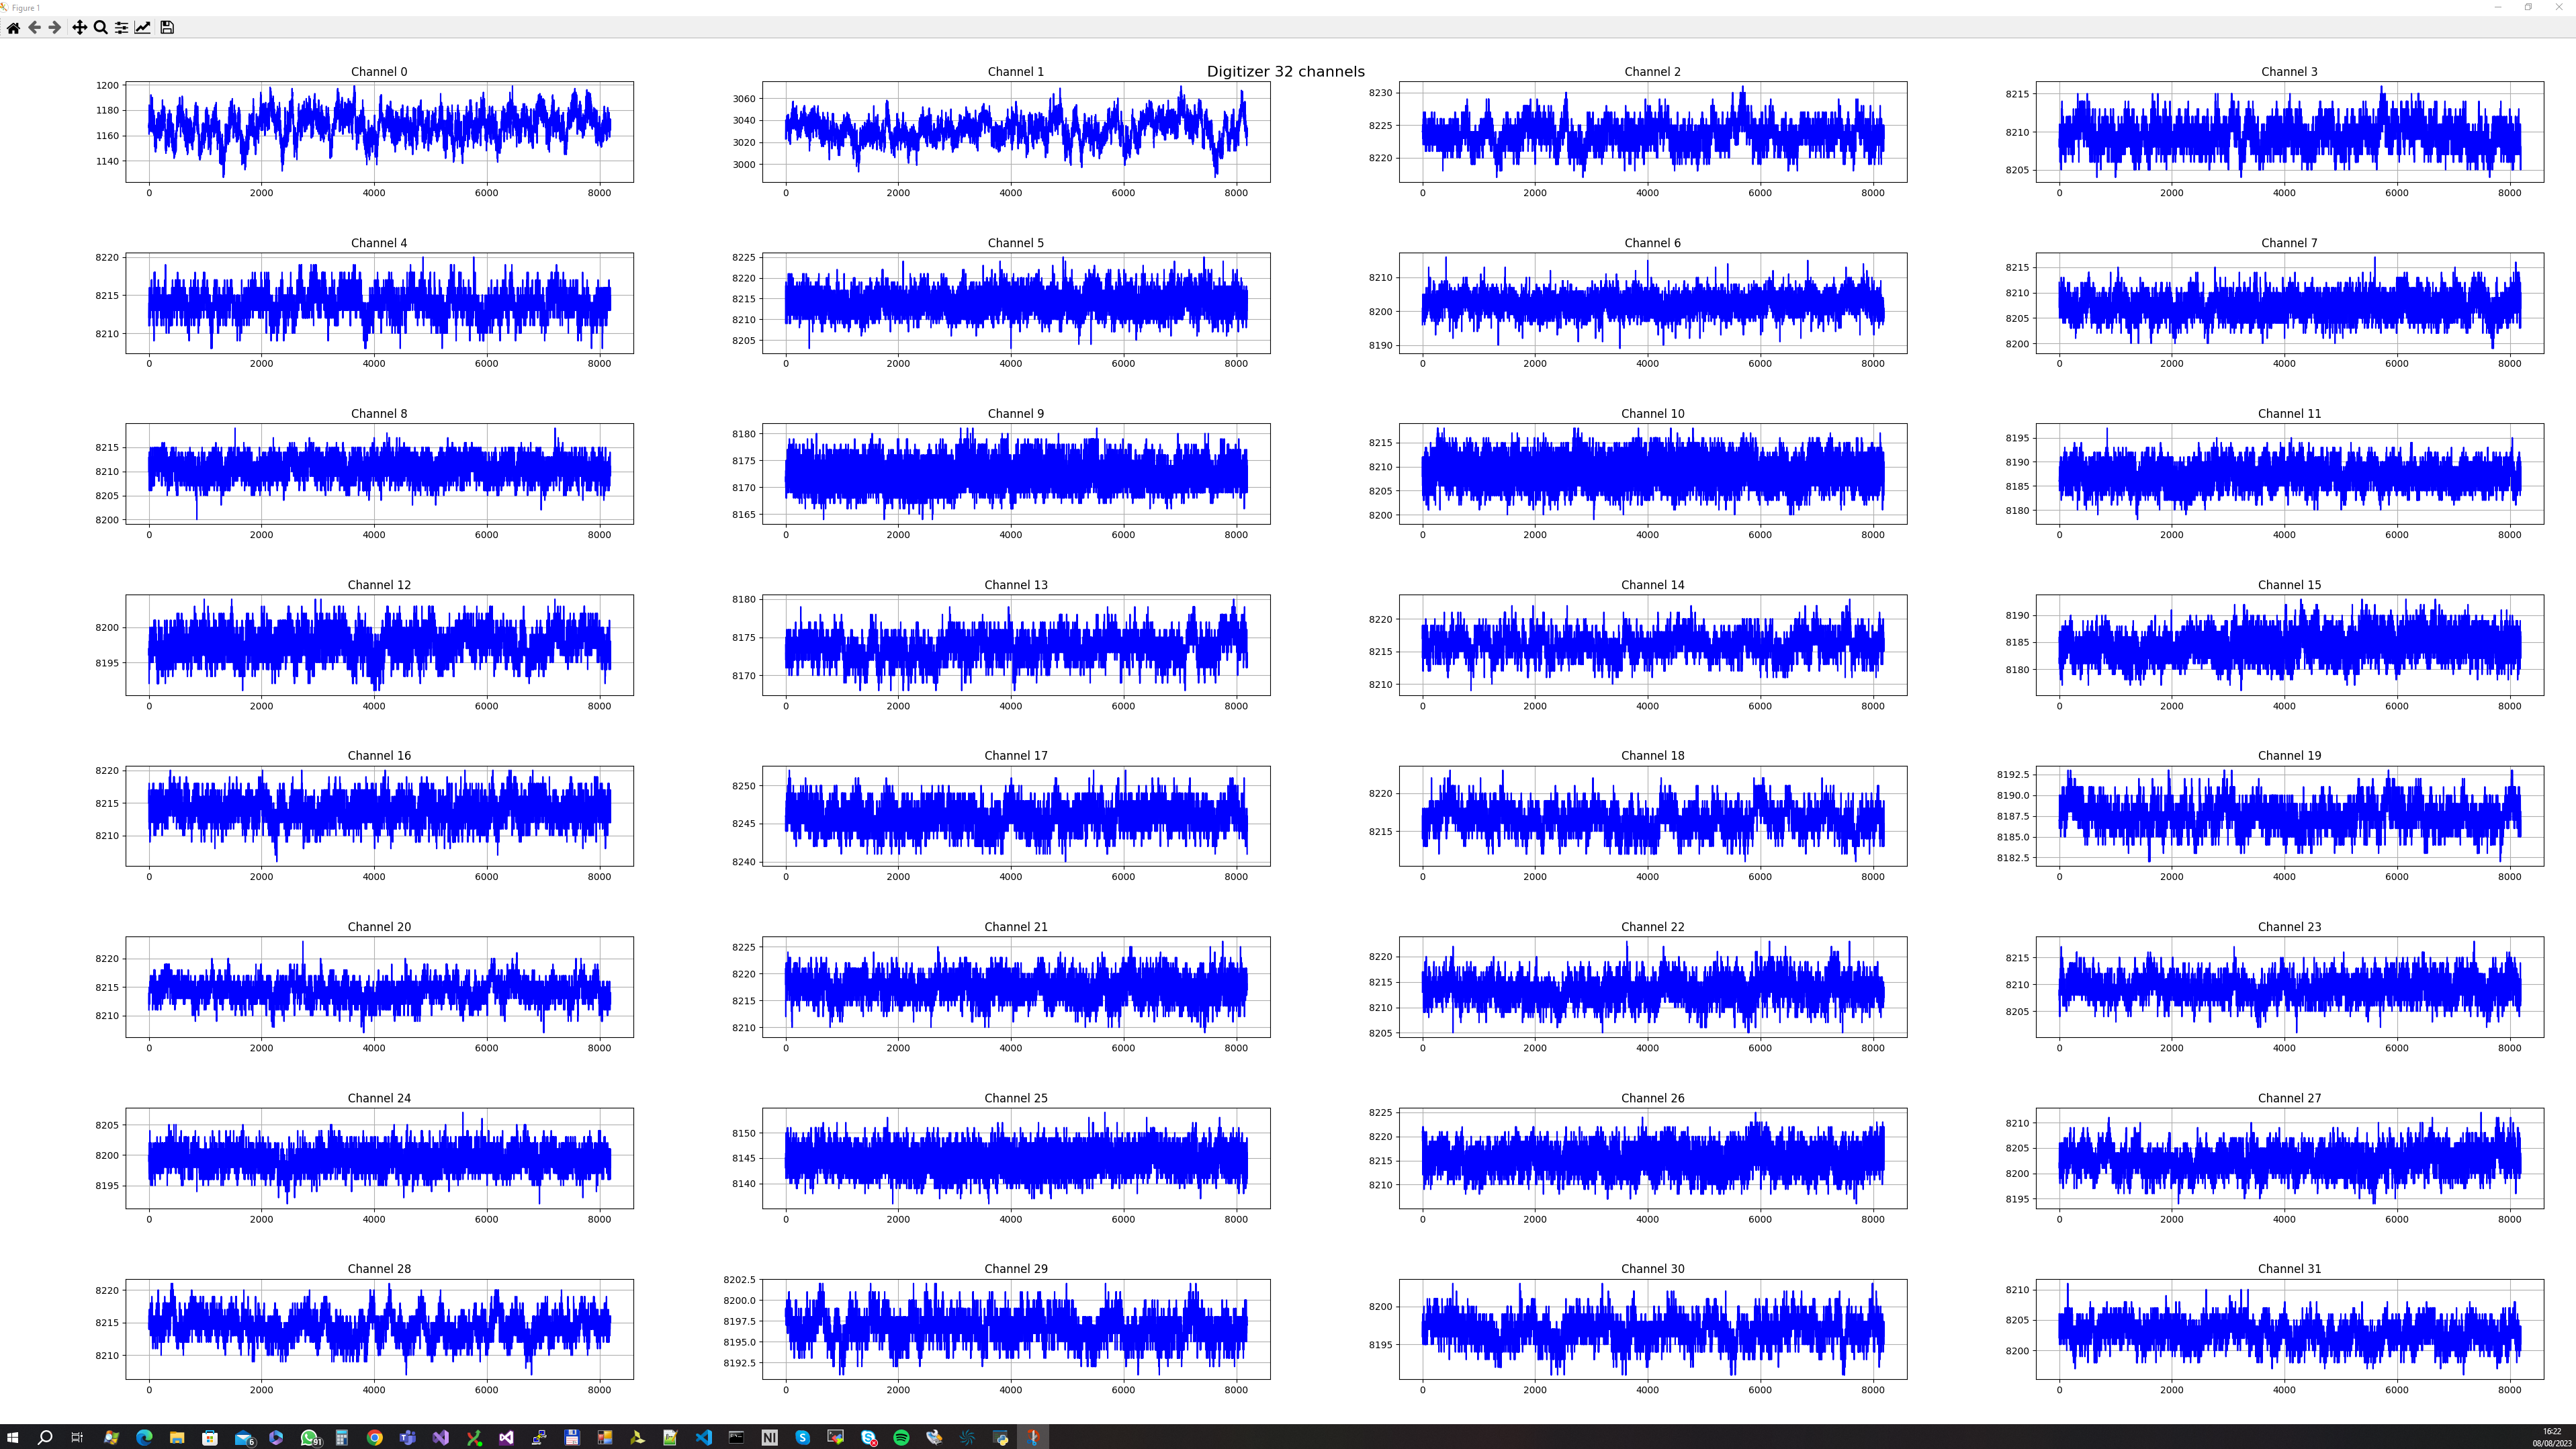 Figure 1
Digitizer 32 channels
Channel 0
1200
1180
1160
1140
0 2000 4000 6000 8000
Channel 1
3060
3040
3020
3000
0 2000 4000 6000 8000
Channel 2
8230
8225
8220
0 2000 4000 6000 8000
Channel 3
8215
8210
8205
0 2000 4000 6000 8000
Channel 4
8220
8215
8210
0 2000 4000 6000 8000
Channel 5
8225
8220
8215
8210
8205
0 2000 4000 6000 8000
Channel 6
8210
8200
8190
0 2000 4000 6000 8000
Channel 7
8215
8210
8205
8200
0 2000 4000 6000 8000
Channel 8
8215
8210
8205
8200
0 2000 4000 6000 8000
Channel 9
8180
8175
8170
8165
0 2000 4000 6000 8000
Channel 10
8215
8210
8205
8200
0 2000 4000 6000 8000
Channel 11
8195
8190
8185
8180
0 2000 4000 6000 8000
Channel 12
8200
8195
0 2000 4000 6000 8000
Channel 13
8180
8175
8170
0 2000 4000 6000 8000
Channel 14
8220
8215
8210
0 2000 4000 6000 8000
Channel 15
8190
8185
8180
0 2000 4000 6000 8000
Channel 16
8220
8215
8210
0 2000 4000 6000 8000
Channel 17
8250
8245
8240
0 2000 4000 6000 8000
Channel 18
8220
8215
0 2000 4000 6000 8000
Channel 19
8192.5
8190.0
8187.5
8185.0
8182.5
0 2000 4000 6000 8000
Channel 20
8220
8215
8210
0 2000 4000 6000 8000
Channel 21
8225
8220
8215
8210
0 2000 4000 6000 8000
Channel 22
8220
8215
8210
8205
0 2000 4000 6000 8000
Channel 23
8215
8210
8205
0 2000 4000 6000 8000
Channel 24
8205
8200
8195
0 2000 4000 6000 8000
Channel 25
8150
8145
8140
0 2000 4000 6000 8000
Channel 26
8225
8220
8215
8210
0 2000 4000 6000 8000
Channel 27
8210
8205
8200
8195
0 2000 4000 6000 8000
Channel 28
8220
8215
8210
0 2000 4000 6000 8000
Channel 29
8202.5
8200.0
8197.5
8195.0
8192.5
0 2000 4000 6000 8000
Channel 30
8200
8195
0 2000 4000 6000 8000
Channel 31
8210
8205
8200
0 2000 4000 6000 8000
6
91
NI
16:22
08/08/2023